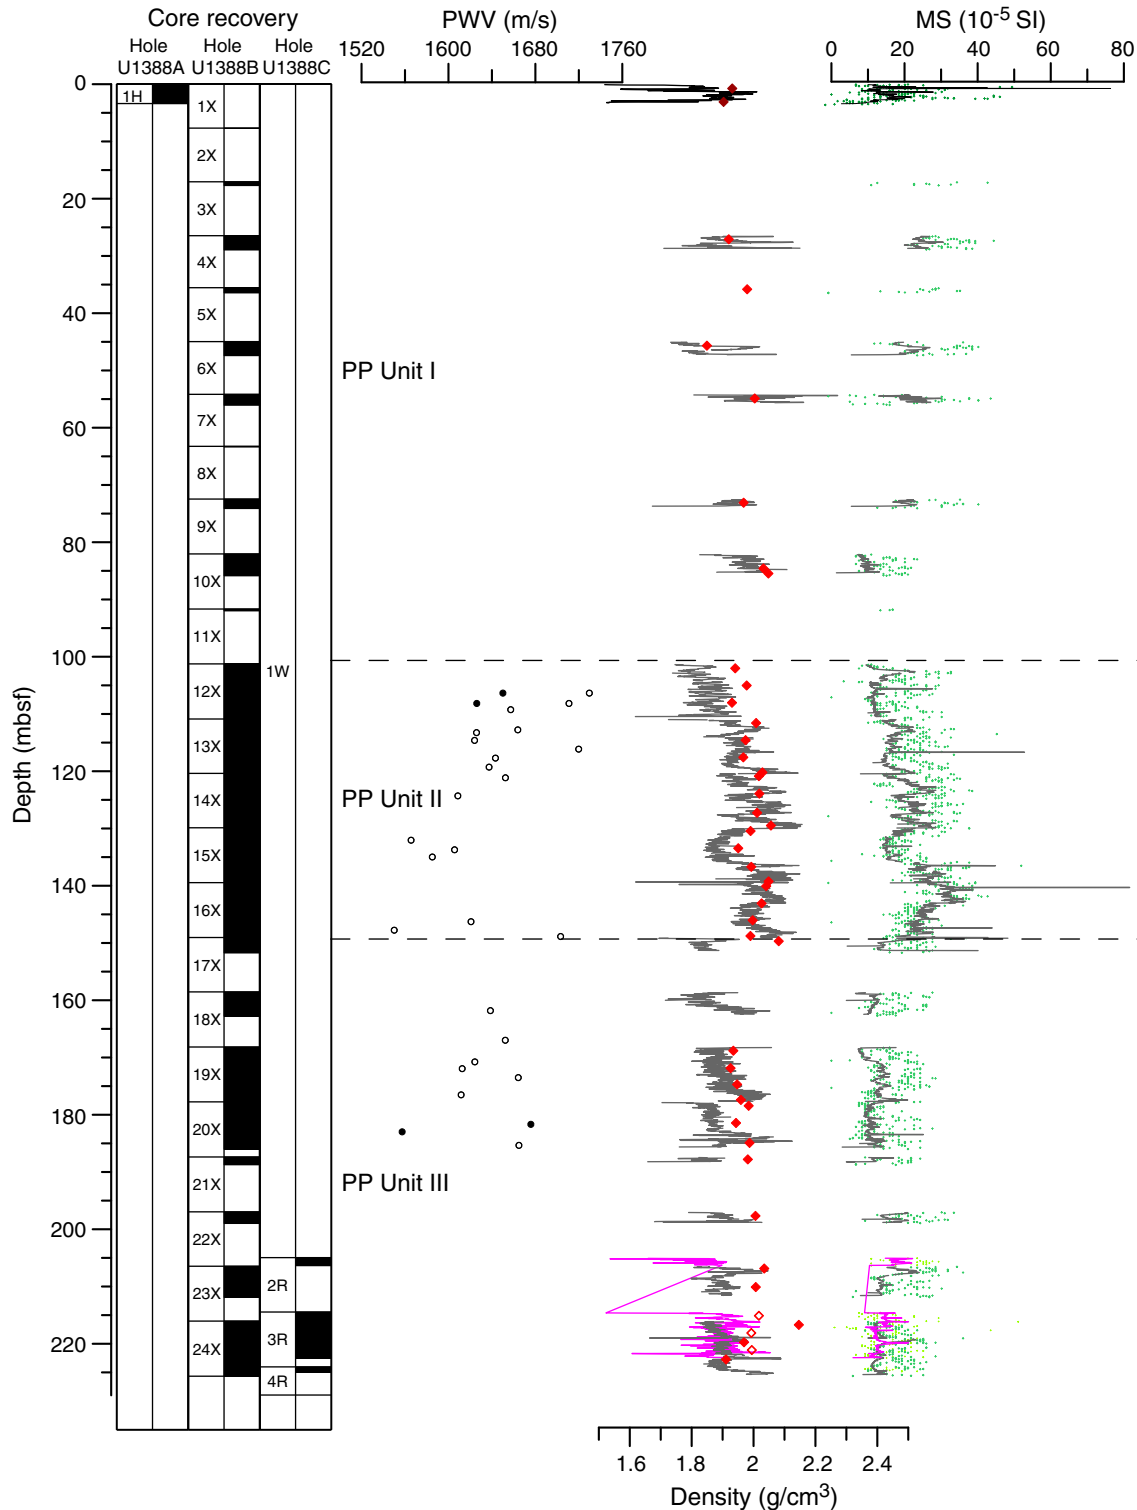 Core recovery PWV (m/s) MS (10⁻⁵ SI)
Hole Hole Hole
U1388A U1388B U1388C
1520 1600 1680 1760 0 20 40 60 80
0
1H
1X
2X
20
3X
4X
40
5X
6X
PP Unit I
7X
60
8X
9X
80
10X
11X
100
1W
12X
13X
120
14X
PP Unit II
Depth (mbsf)
15X
140
16X
17X
160
18X
19X
180
20X
21X
PP Unit III
200
22X
2R
23X
220
3R
24X
4R
1.6 1.8 2 2.2 2.4
Density (g/cm³)